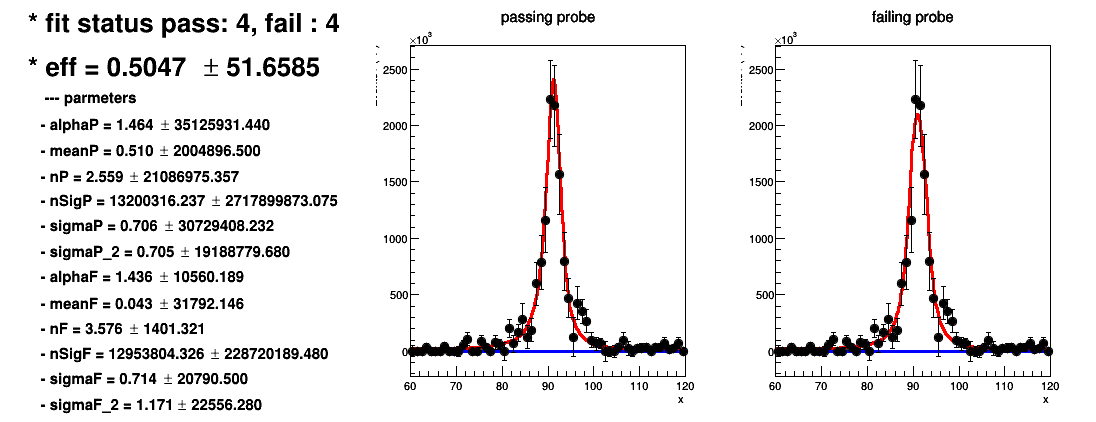 * fit status pass: 4, fail : 4
* eff = 0.5047 ± 51.6585
--- parmeters
- alphaP = 1.464 ± 35125931.440
- meanP = 0.510 ± 2004896.500
- nP = 2.559 ± 21086975.357
- nSigP = 13200316.237 ± 2717899873.075
- sigmaP = 0.706 ± 30729408.232
- sigmaP_2 = 0.705 ± 19188779.680
- alphaF = 1.436 ± 10560.189
- meanF = 0.043 ± 31792.146
- nF = 3.576 ± 1401.321
- nSigF = 12953804.326 ± 228720189.480
- sigmaF = 0.714 ± 20790.500
- sigmaF_2 = 1.171 ± 22556.280
passing probe
×10³
2500
2000
1500
1000
500
0
60 70 80 90 100 110 120
x
failing probe
×10³
2500
2000
1500
1000
500
0
60 70 80 90 100 110 120
x